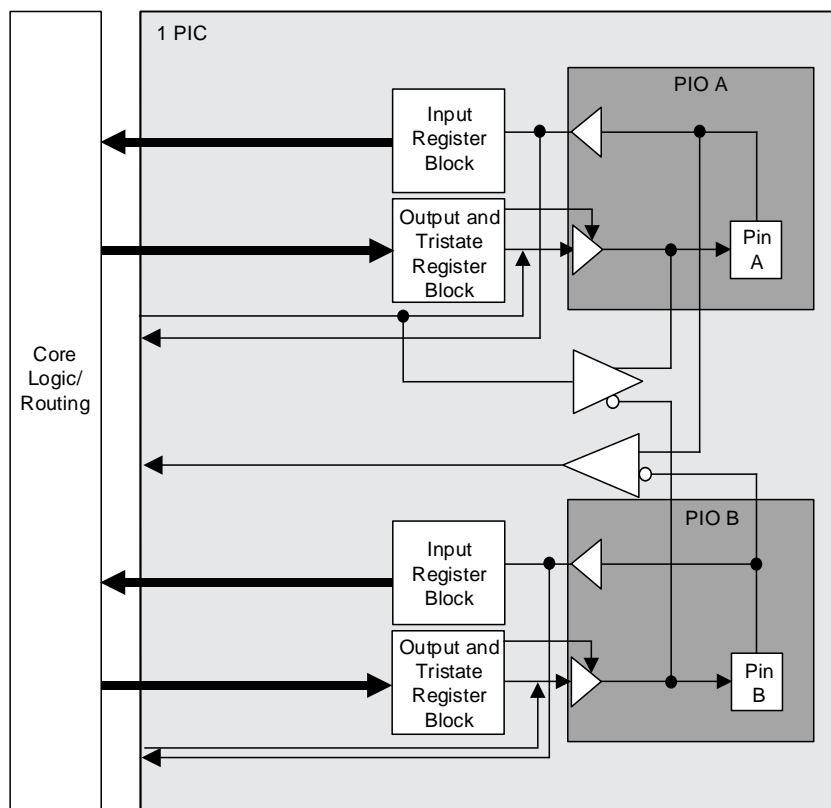 1 PIC
PIO A
Input
Register
Block
Output and
Tristate
Register
Block
Pin
A
Core
Logic/
Routing
PIO B
Input
Register
Block
Output and
Tristate
Register
Block
Pin
B